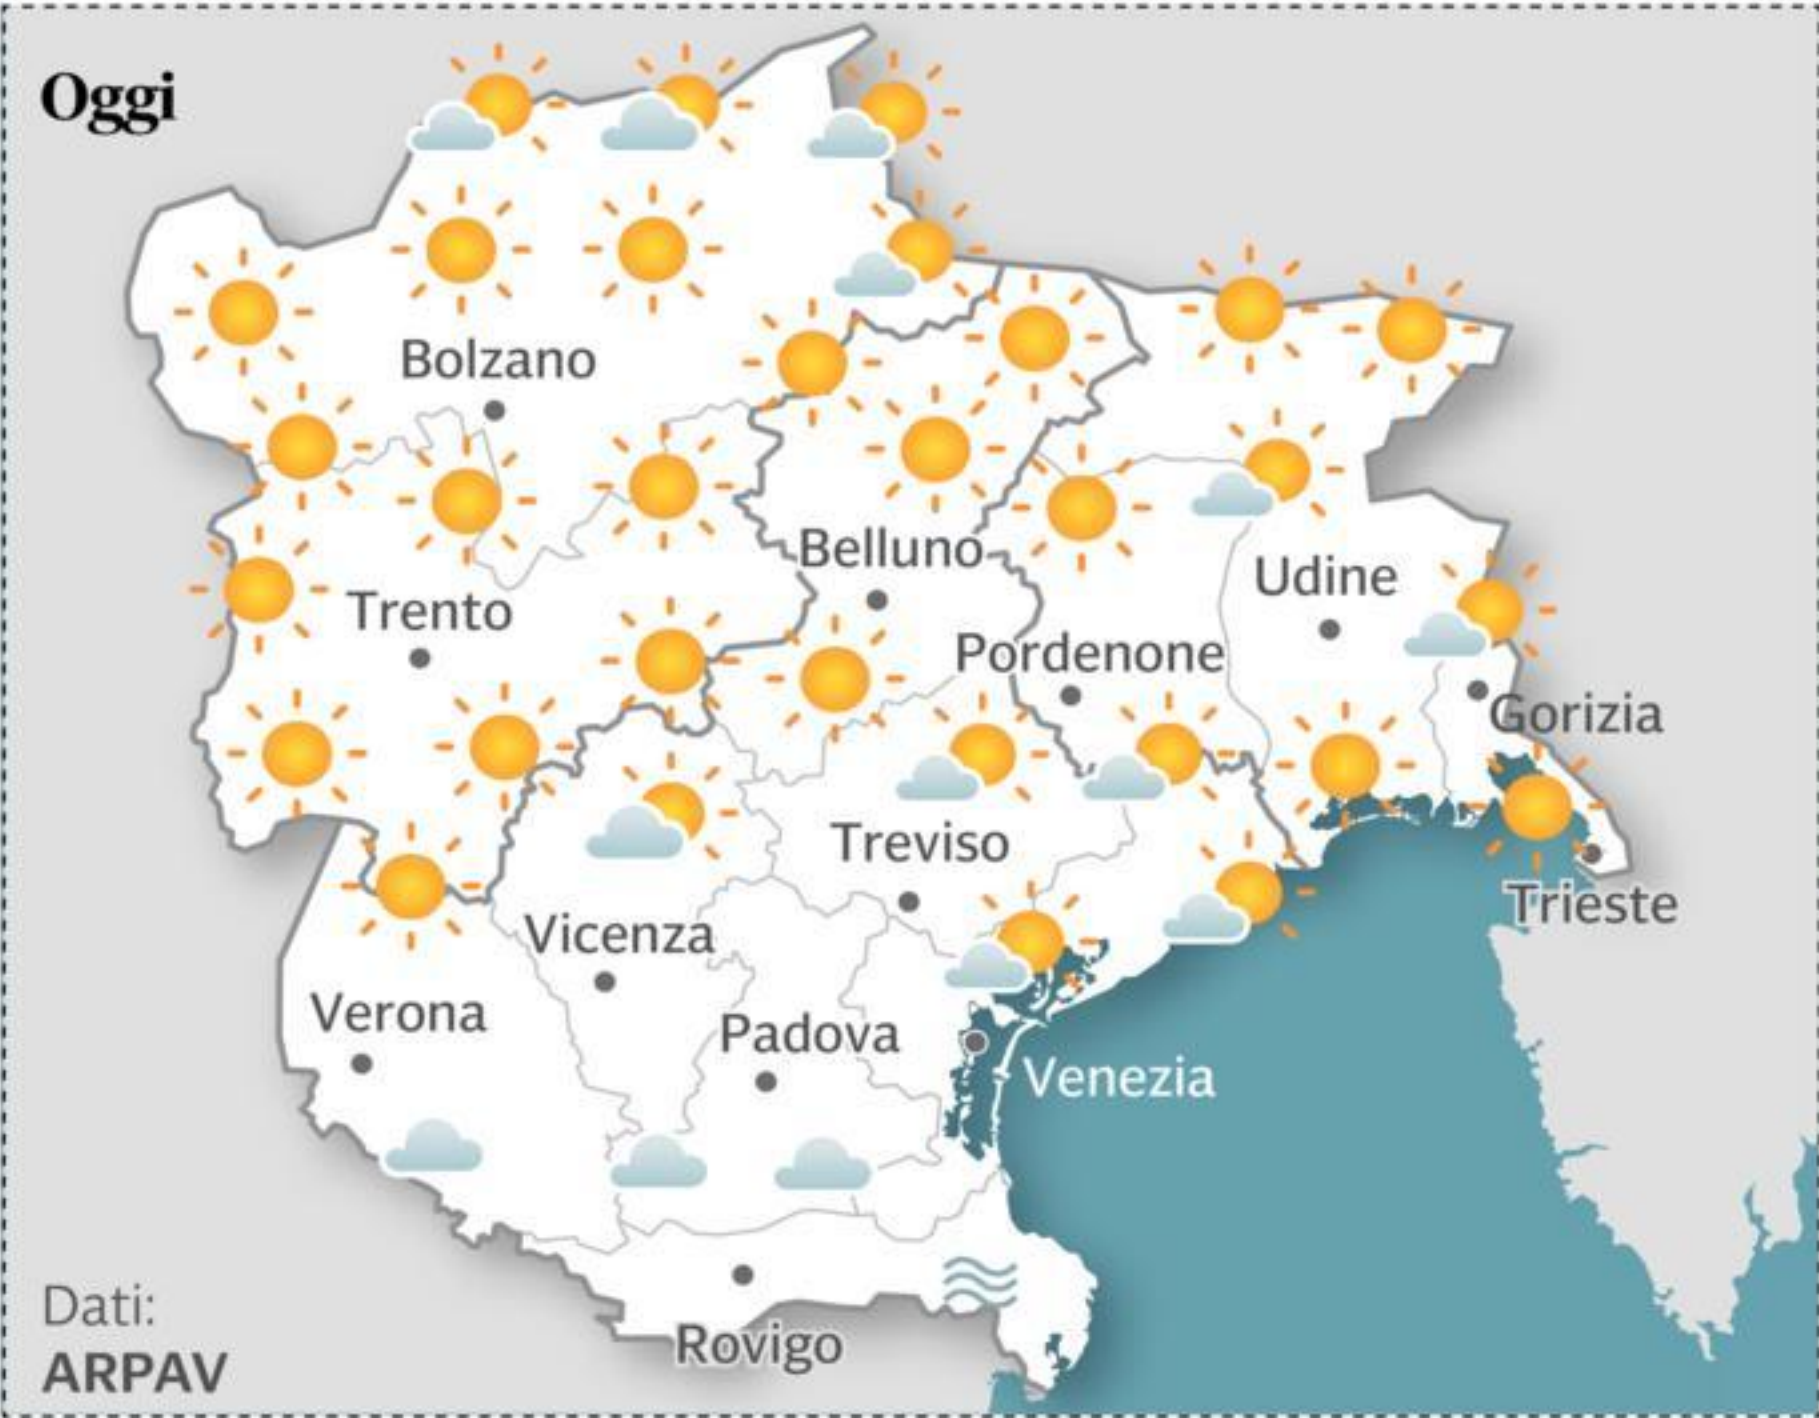 Oggi
Bolzano
Belluno
Udine
Trento
Pordenone
Gorizia
Treviso
Trieste
Vicenza
Verona
Padova
Venezia
Dati:
Rovigo
ARPAV